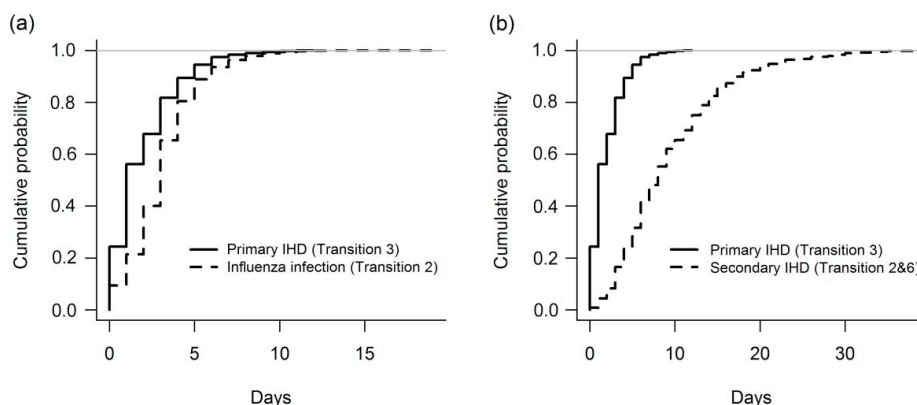 (a)
Cumulative probability
1.0
0.8
0.6
0.4
0.2
0.0
Primary IHD (Transition 3)
Influenza infection (Transition 2)
0 5 10 15
Days
(b)
Cumulative probability
1.0
0.8
0.6
0.4
0.2
0.0
Primary IHD (Transition 3)
Secondary IHD (Transition 2&6)
0 10 20 30
Days